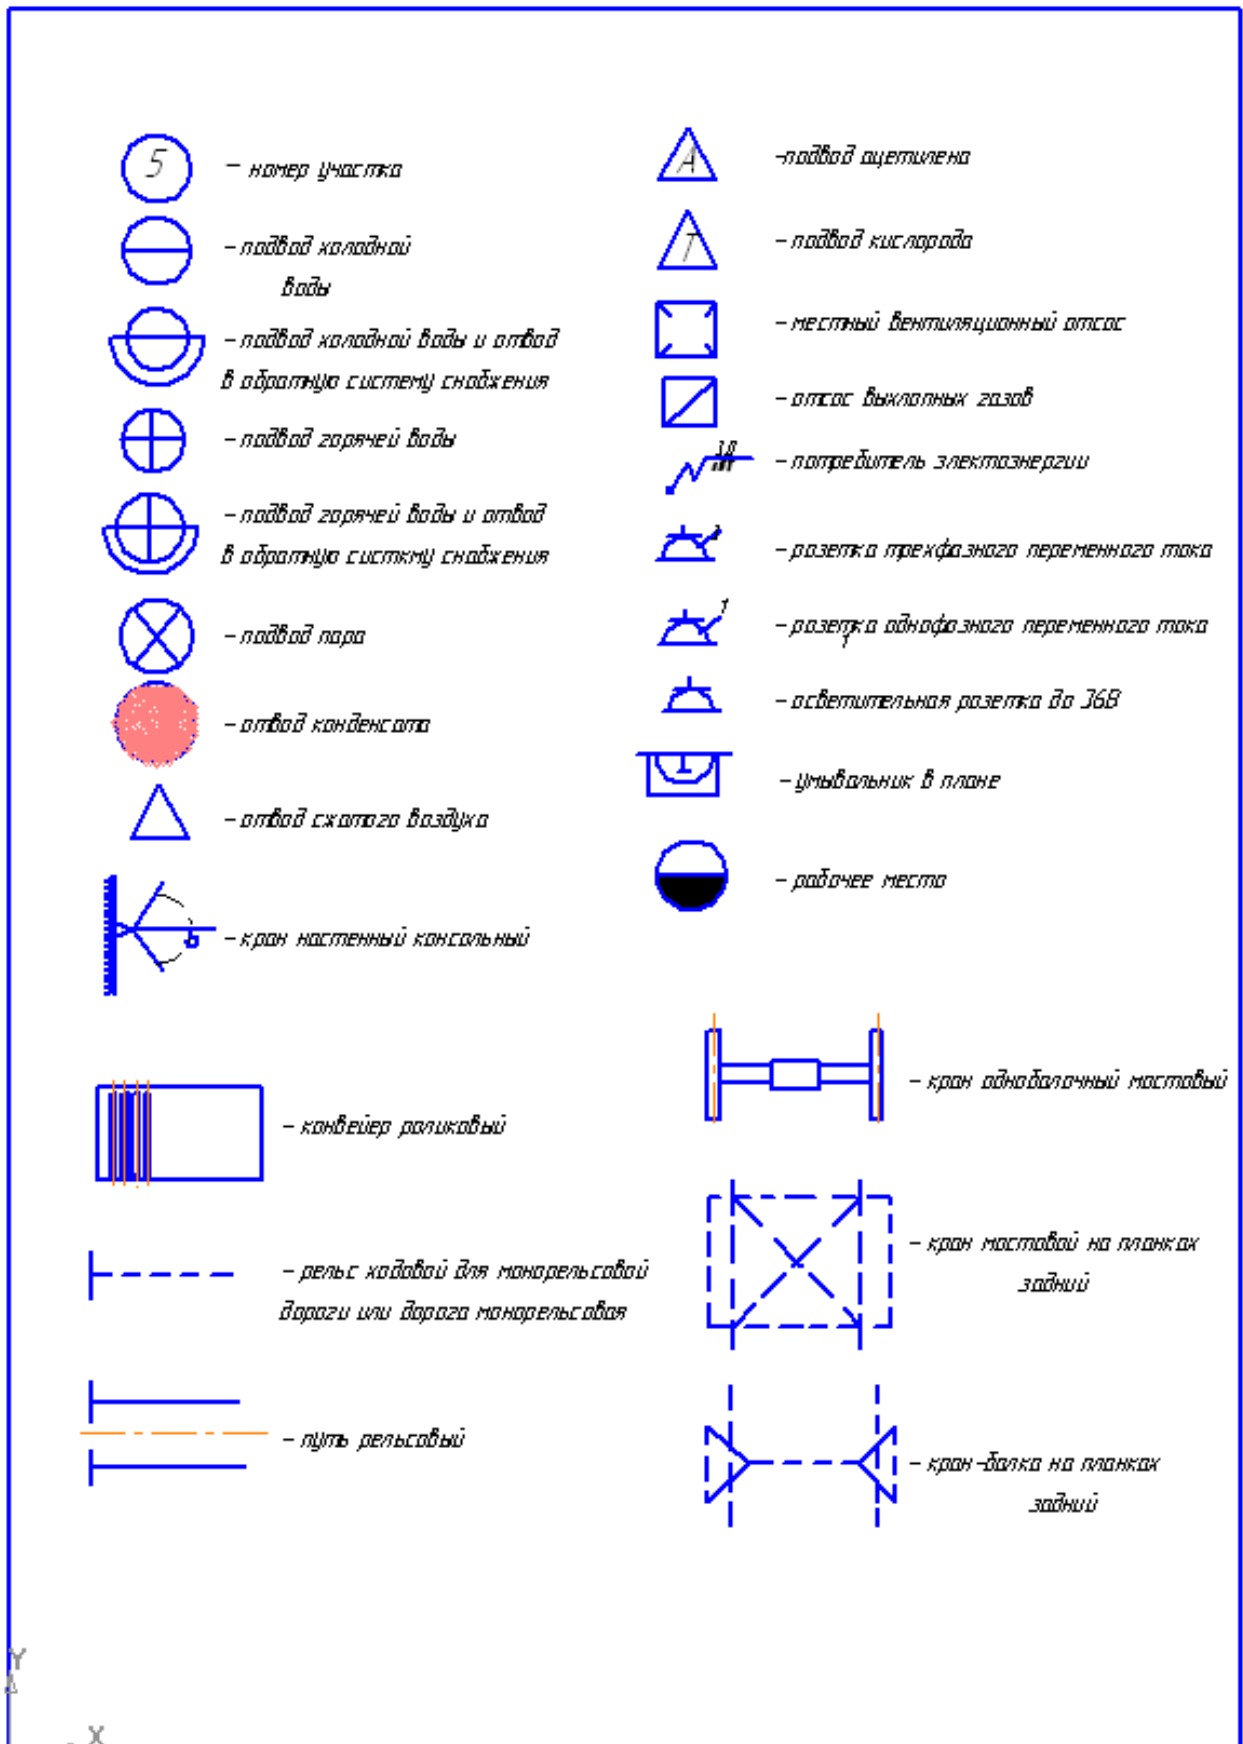 5 – номер участка
– подвод холодной
воды
– подвод холодной воды и отвод
в обратную систему снабжения
– подвод горячей воды
– подвод горячей воды и отвод
в обратную систкму снабжения
– подвод пара
– отвод конденсата
– отвод сжатого воздуха
– кран настенный консольный
– конвейер роликовый
– рельс ходовой для монорельсовой
дороги или дорога монорельсовая
– путь рельсовый
А -подвод ацетилена
Т – подвод кислорода
– местный вентиляционный отсос
– отсос выхлопных газов
– потребитель электоэнергии
3 – розетка трехфазного переменного тока
1 – розетка однофазного переменного тока
1
– осветительная розетка до 36В
– умывальник в плане
– рабочее место
– кран однобалочный мостовый
– кран мостовой на планках
задний
– кран-балка на планках
задний
Y
X